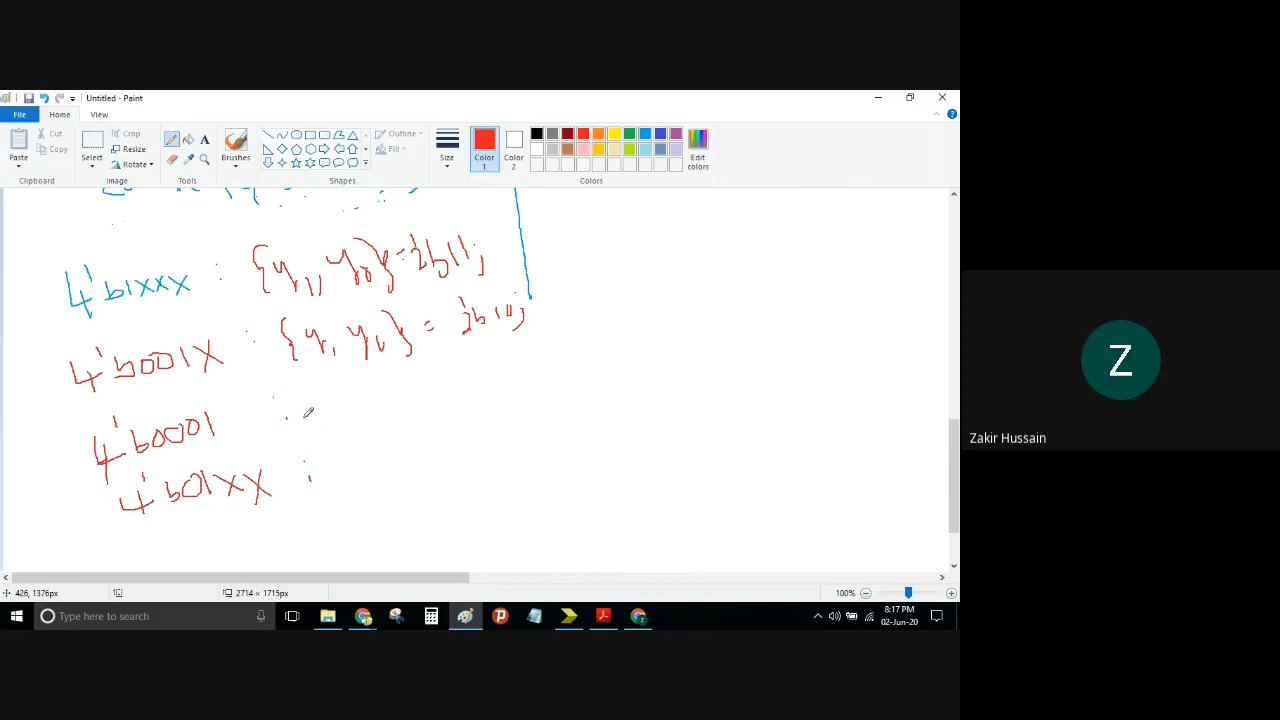 Untitled - Paint
File Home View
Cut
Copy
Paste
Clipboard
Crop
Resize
Rotate
Select
Image
Tools
Brushes
Outline
Fill
Shapes
Size
Color 1
Color 2
Edit colors
Colors
4'b1xxx : {y1, y0} = 2'b11;
4'b001x : {y1, y0} = 2'b10;
4'b0001 :
4'b01xx :
Z
Zakir Hussain
426, 1376px
2714 × 1715px
100%
Type here to search
8:17 PM
02-Jun-20